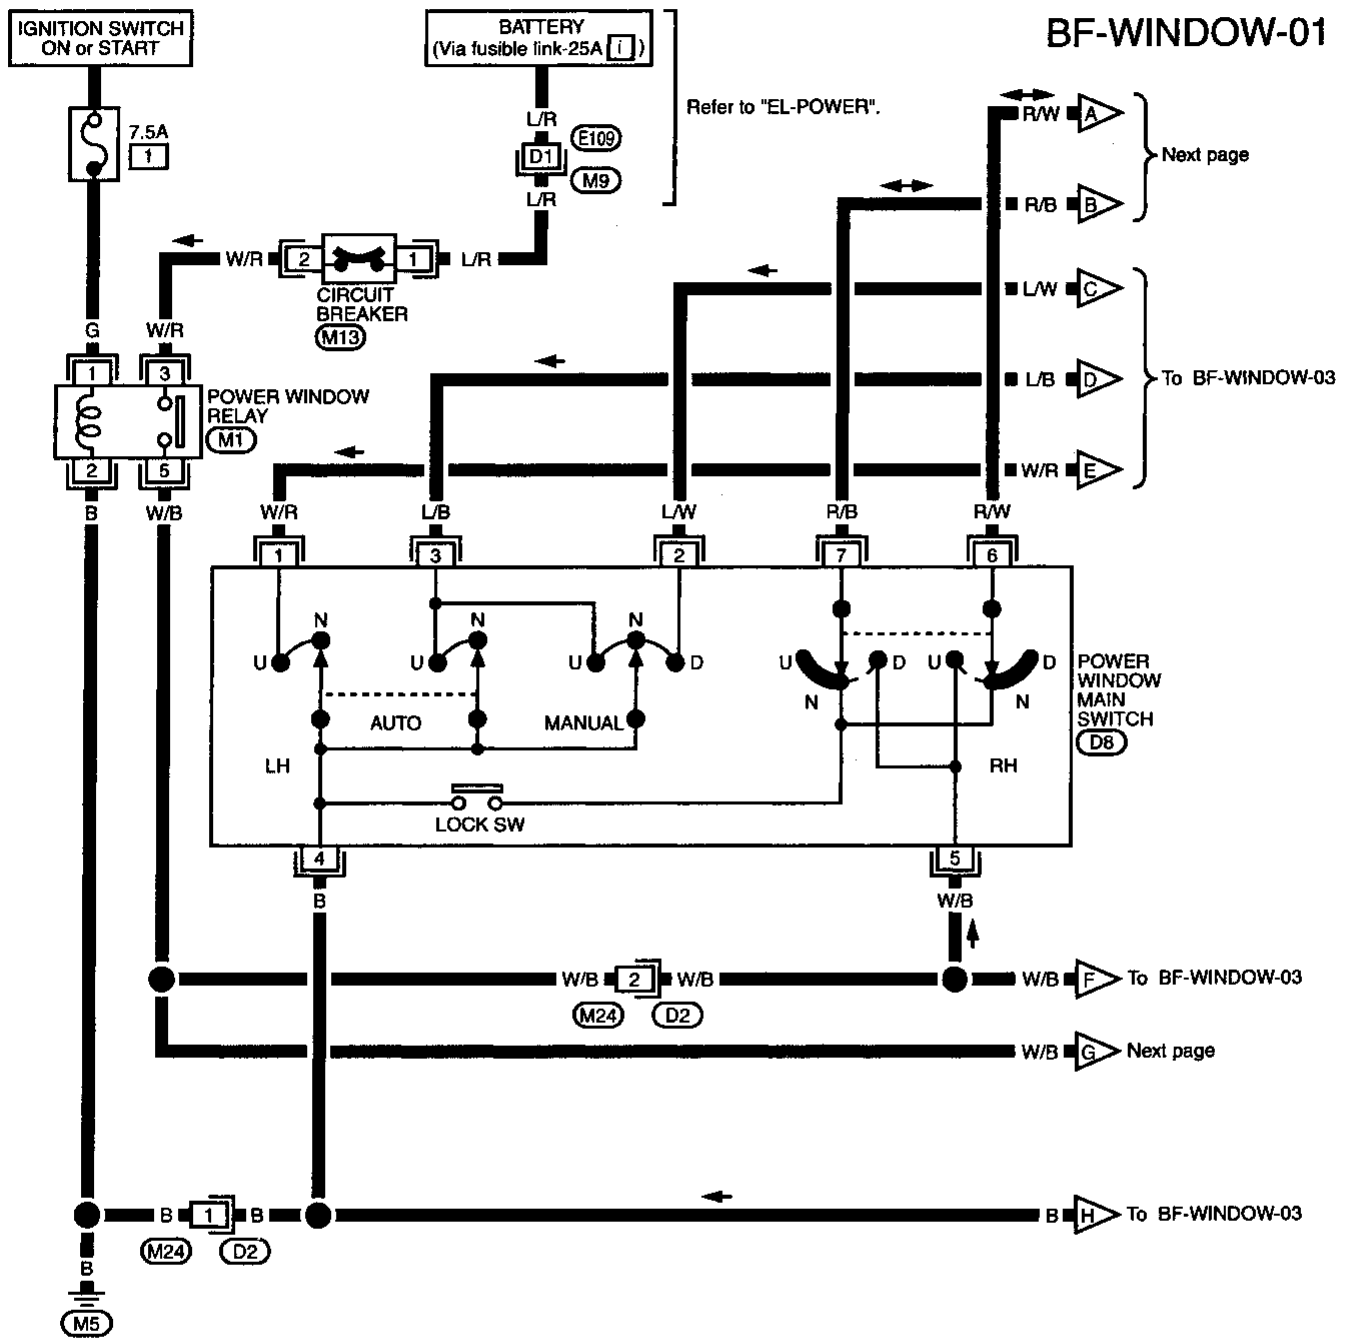 IGNITION SWITCH
ON or START
BATTERY
(Via fusible link-25A i )
BF-WINDOW-01
7.5A
1
L/R
E109
D1
M9
L/R
Refer to "EL-POWER".
R/W A
Next page
R/B B
W/R 2 1 L/R
CIRCUIT
BREAKER
M13
L/W C
G W/R
1 3
L/B D To BF-WINDOW-03
POWER WINDOW
RELAY
M1
2 5
W/R E
B W/B
W/R L/B L/W R/B R/W
1 3 2 7 6
N N N
U U U D U D U D
N N
AUTO MANUAL
LH RH
LOCK SW
POWER
WINDOW
MAIN
SWITCH
D8
4 5
B W/B
W/B 2 W/B W/B F To BF-WINDOW-03
M24 D2
W/B G Next page
B 1 B B H To BF-WINDOW-03
M24 D2
B
M5